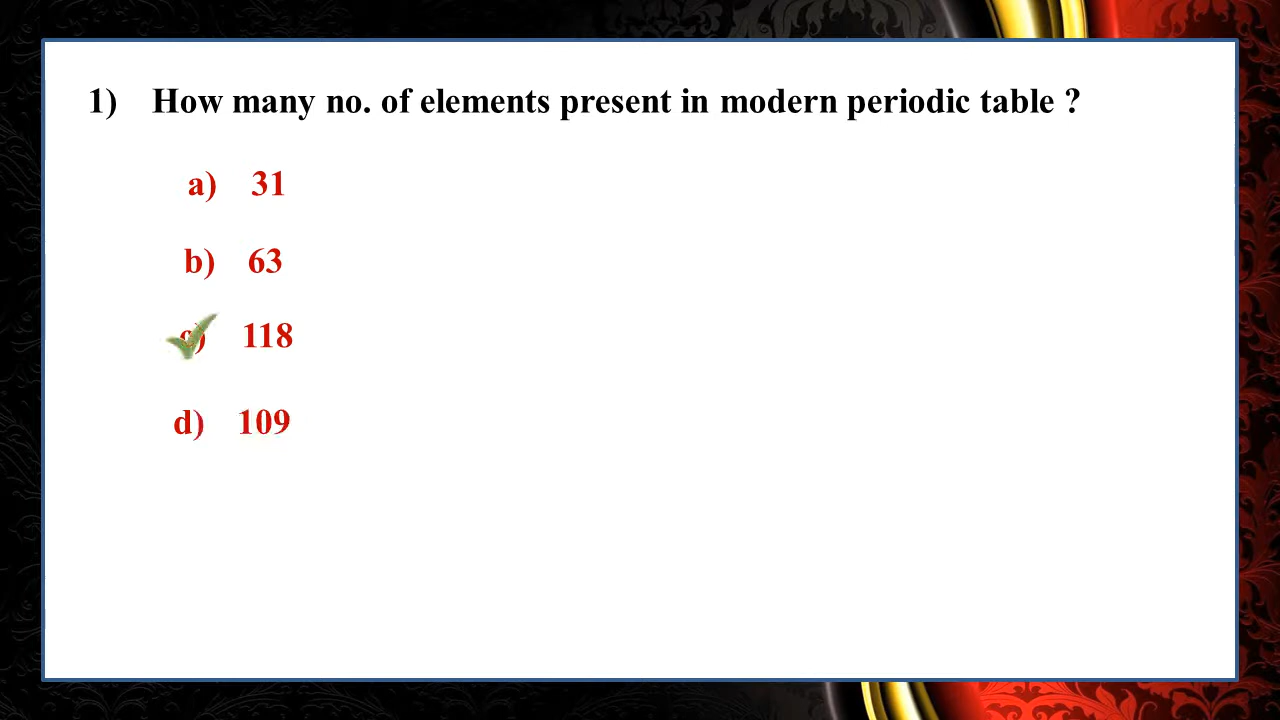 1) How many no. of elements present in modern periodic table ?
a) 31
b) 63
c) 118
d) 109